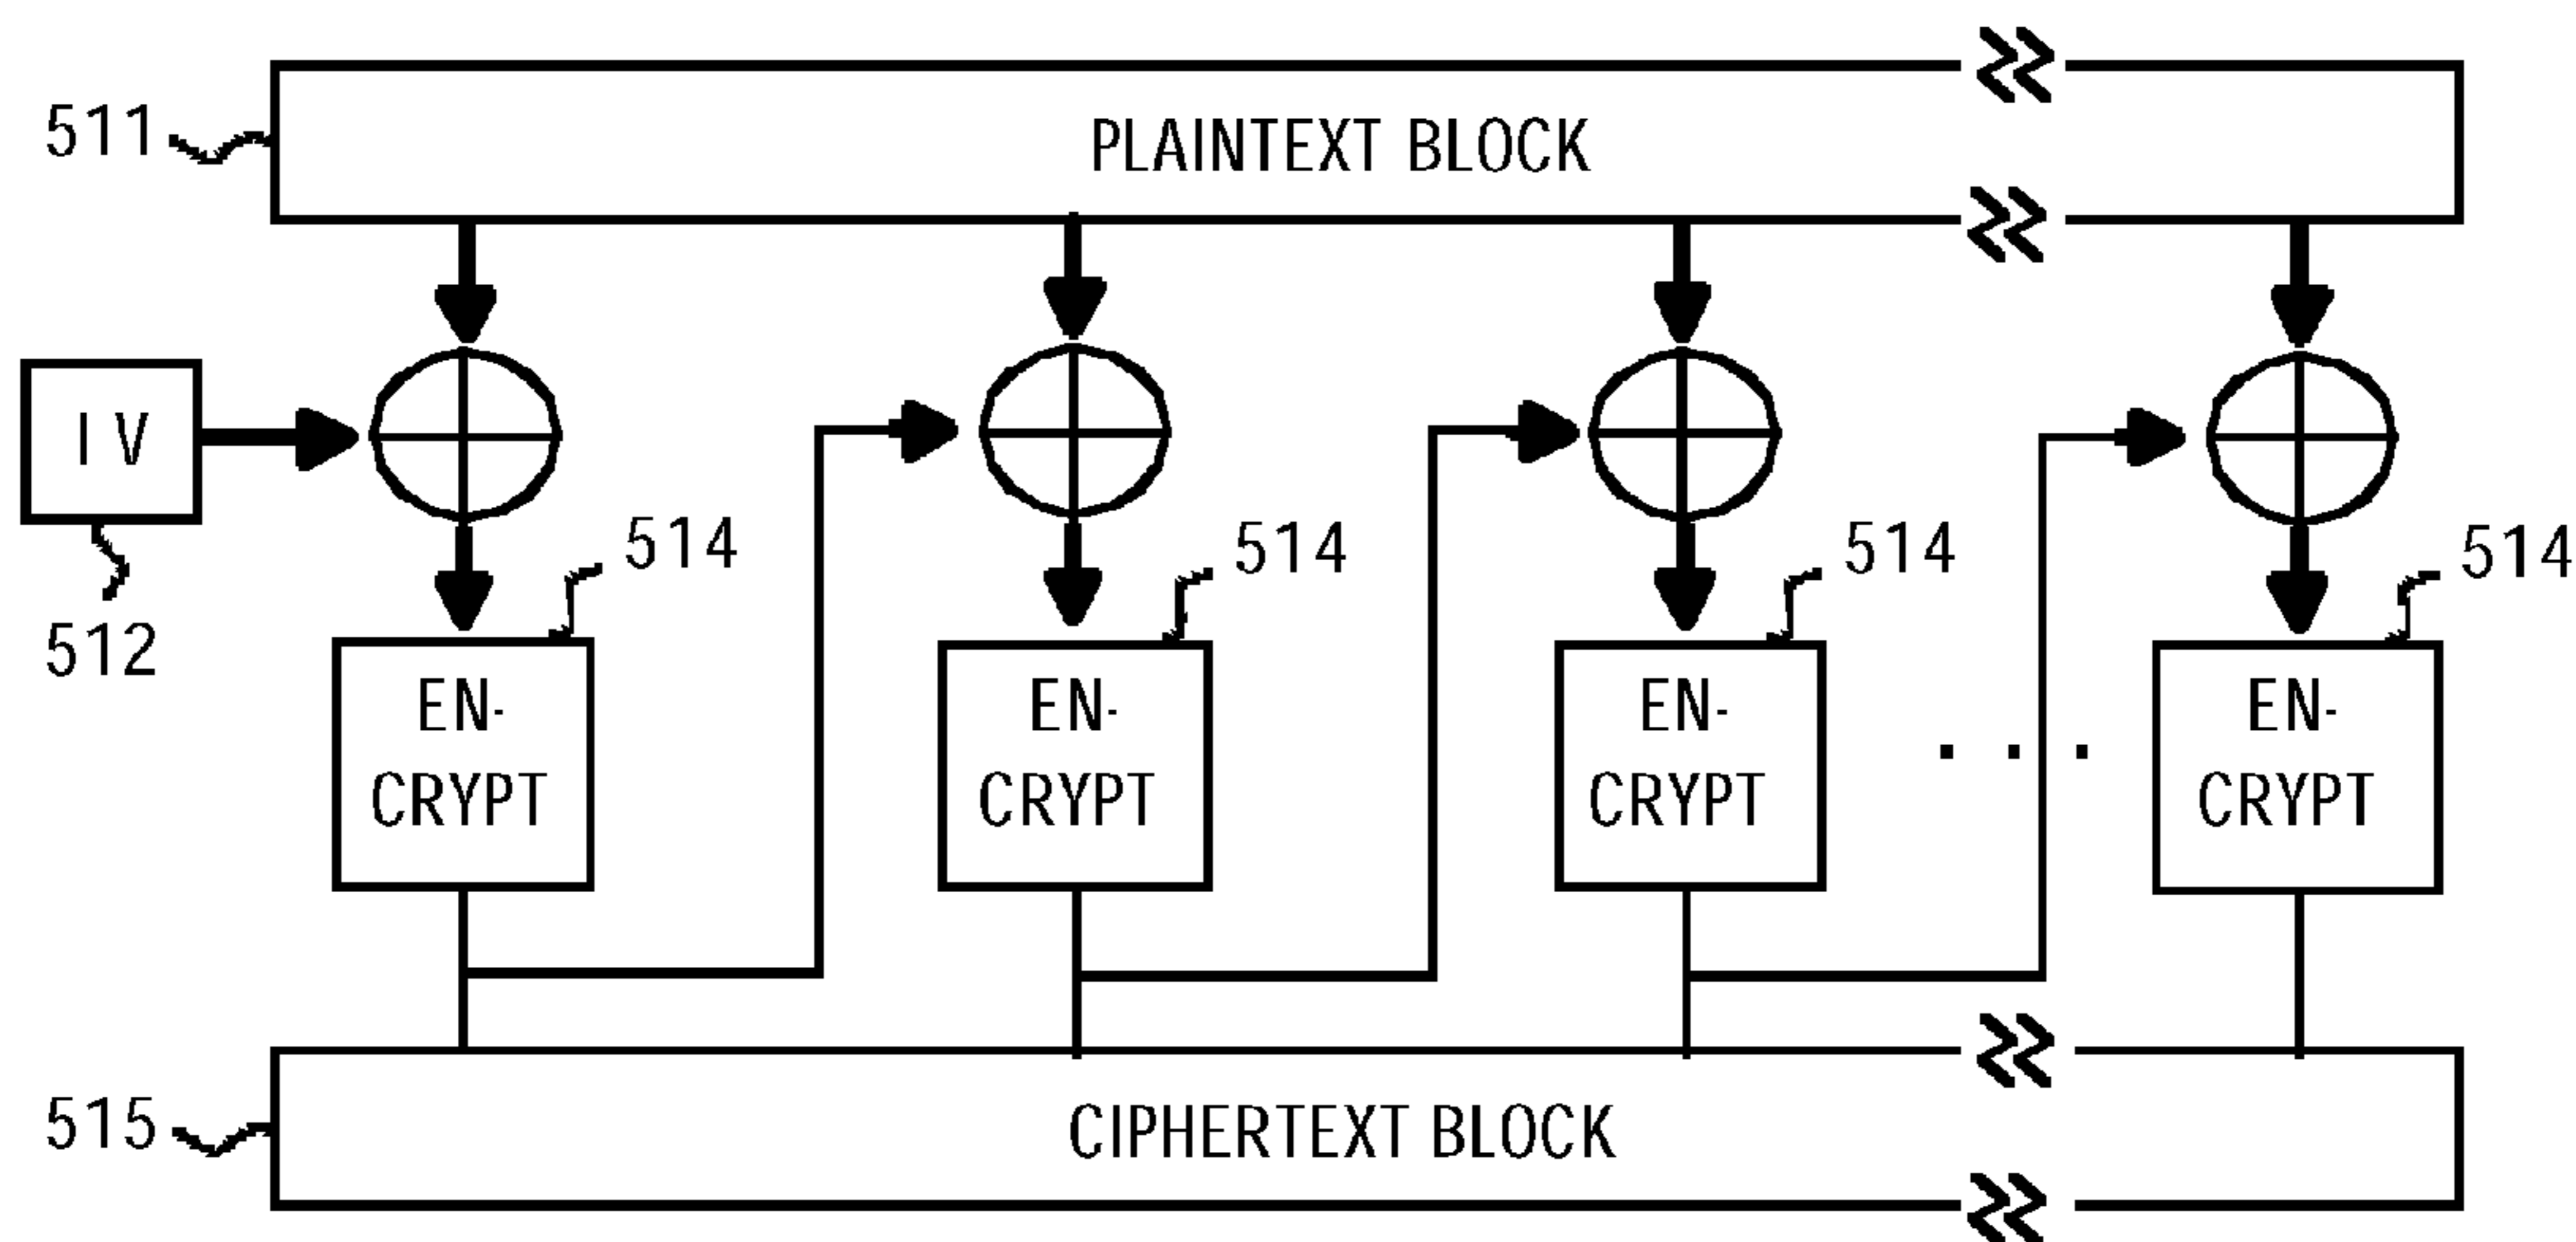 511
PLAINTEXT BLOCK
I V
512
514
514
514
514
EN-
CRYPT
EN-
CRYPT
EN-
CRYPT
. . .
EN-
CRYPT
515
CIPHERTEXT BLOCK